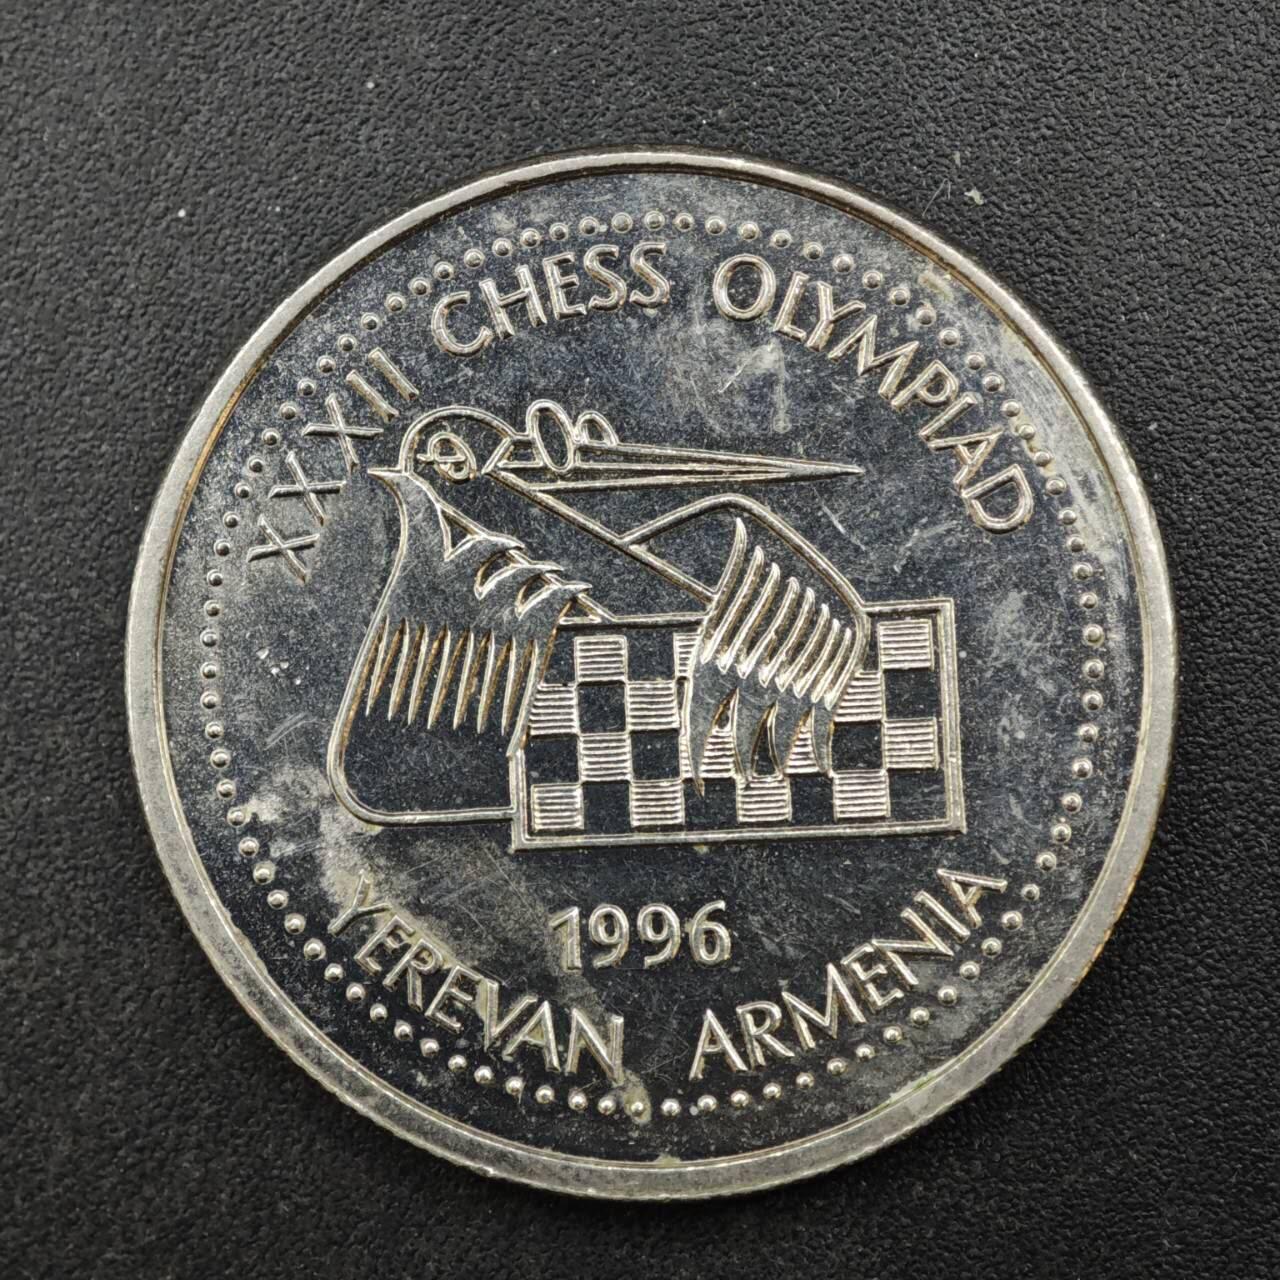 XXXII CHESS OLYMPIAD
1996
YEREVAN ARMENIA